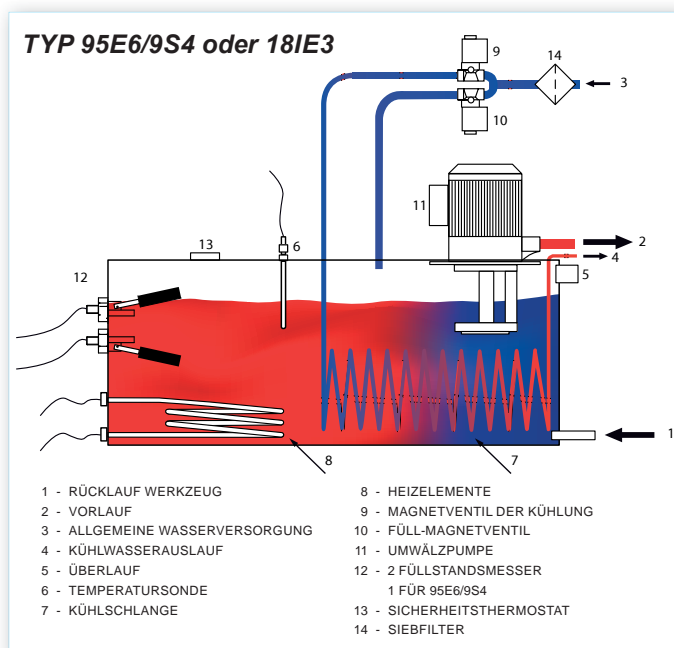 TYP 95E6/9S4 oder 18IE3
9
14
3
10
11
2
6
4
13
5
12
1
8
7
1 - RÜCKLAUF WERKZEUG
2 - VORLAUF
3 - ALLGEMEINE WASSERVERSORGUNG
4 - KÜHLWASSERAUSLAUF
5 - ÜBERLAUF
6 - TEMPERATURSONDE
7 - KÜHLSCHLANGE
8 - HEIZELEMENTE
9 - MAGNETVENTIL DER KÜHLUNG
10 - FÜLL-MAGNETVENTIL
11 - UMWÄLZPUMPE
12 - 2 FÜLLSTANDSMESSER
1 FÜR 95E6/9S4
13 - SICHERHEITSTHERMOSTAT
14 - SIEBFILTER